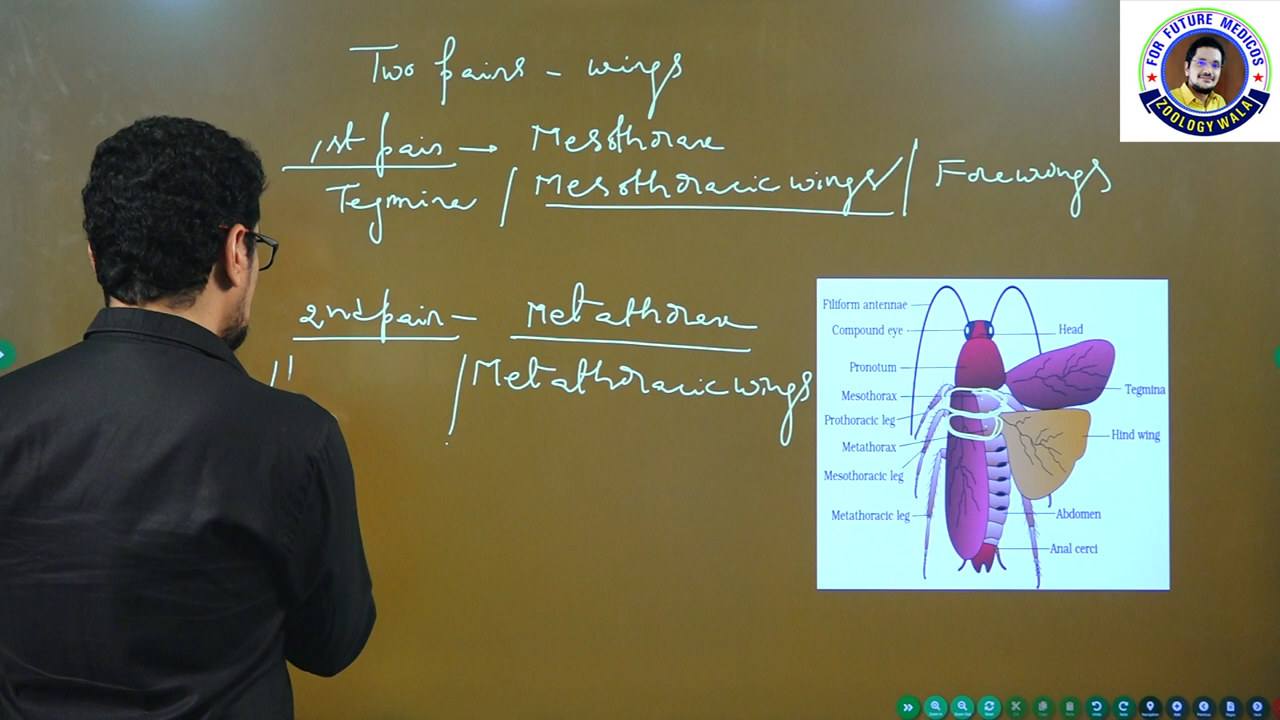 Two pairs - wings
1st pair → Mesothorax
Tegmina / Mesothoracic wings / Forewings
2nd pair - Metathorax
/ Metathoracic wings
FOR FUTURE MEDICOS
ZOOLOGY WALA
Filiform antennae
Compound eye
Head
Pronotum
Tegmina
Mesothorax
Prothoracic leg
Hind wing
Metathorax
Mesothoracic leg
Metathoracic leg
Abdomen
Anal cerci